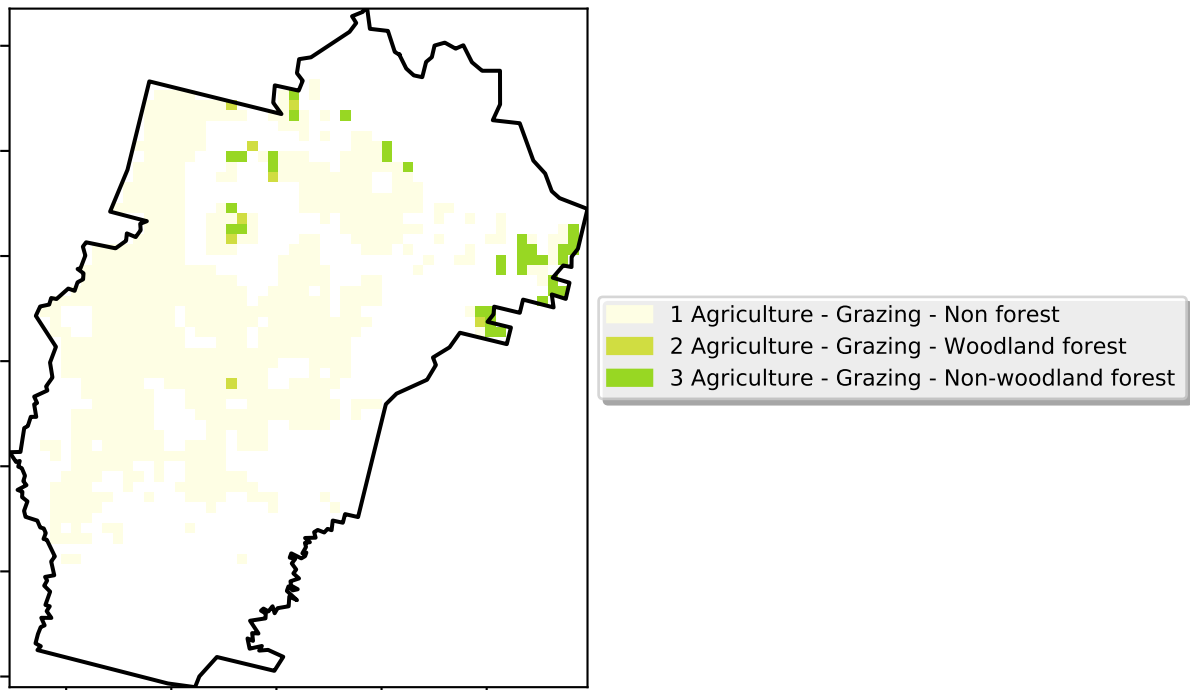 1 Agriculture - Grazing - Non forest
2 Agriculture - Grazing - Woodland forest
3 Agriculture - Grazing - Non-woodland forest